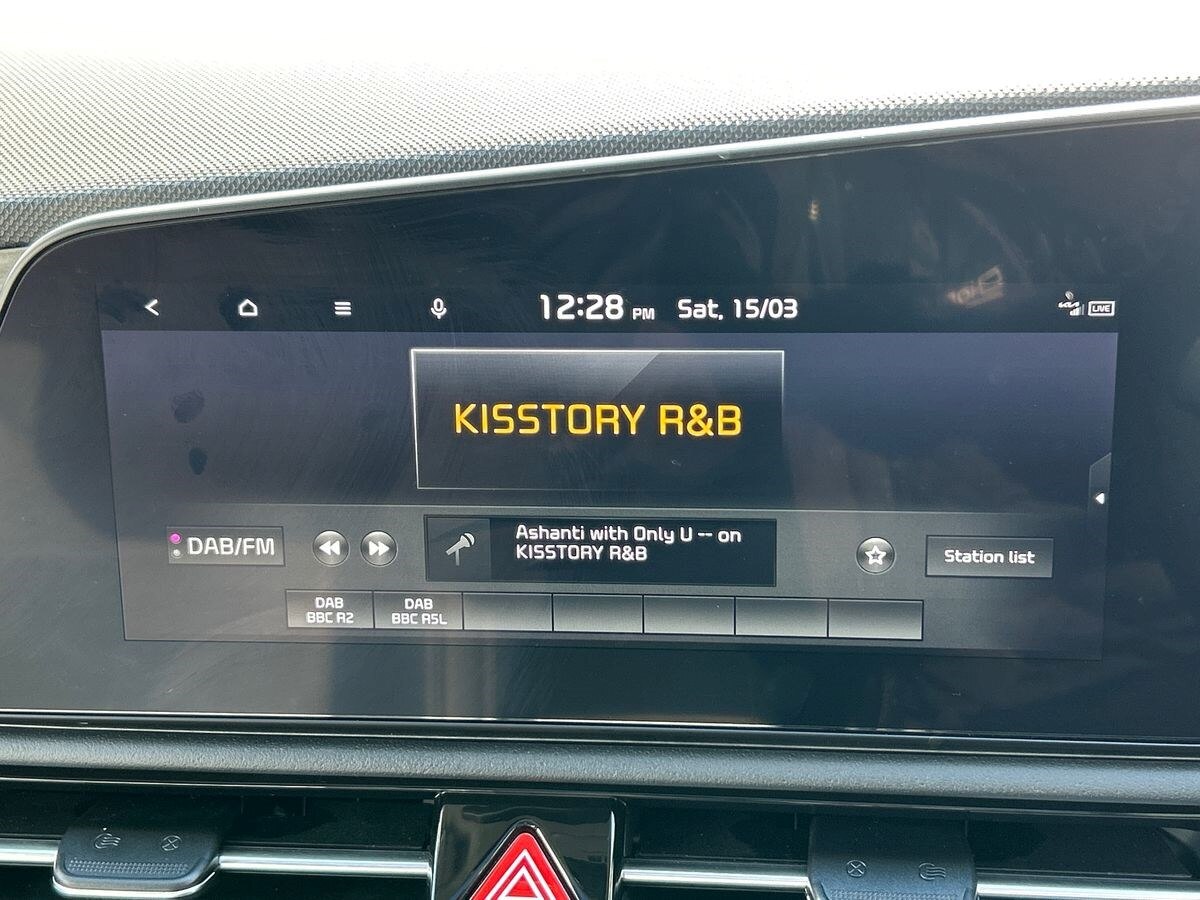 12:28 PM Sat, 15/03
LIVE
KISSTORY R&B
DAB/FM
Ashanti with Only U -- on
KISSTORY R&B
Station list
DAB
BBC R2
DAB
BBC R5L